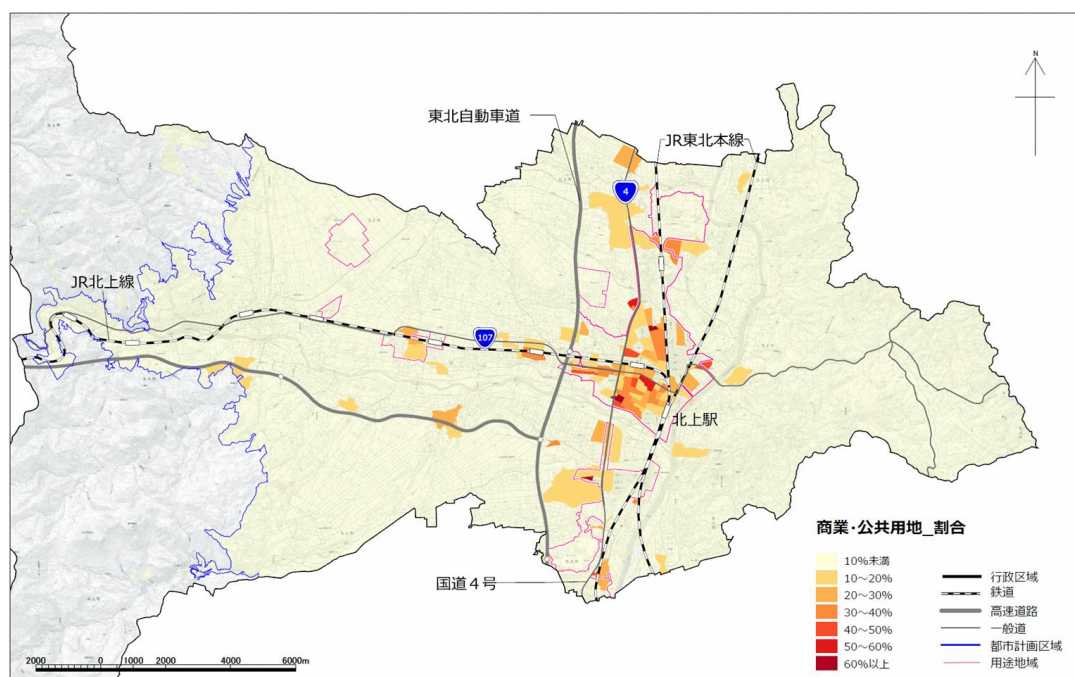 N
東北自動車道
JR東北本線
4
JR北上線
107
北上駅
国道４号
商業・公共用地_割合
10%未満
10～20%
20～30%
30～40%
40～50%
50～60%
60%以上
行政区域
鉄道
高速道路
一般道
都市計画区域
用途地域
2000 0 2000 4000 6000m